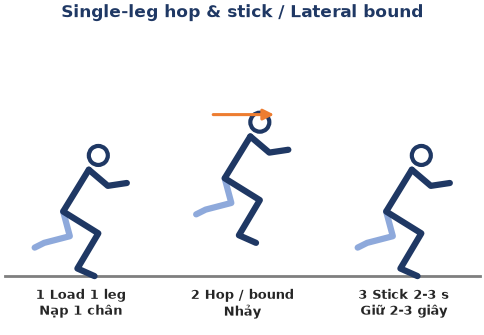 Single-leg hop & stick / Lateral bound
1 Load 1 leg
Nạp 1 chân
2 Hop / bound
Nhảy
3 Stick 2-3 s
Giữ 2-3 giây